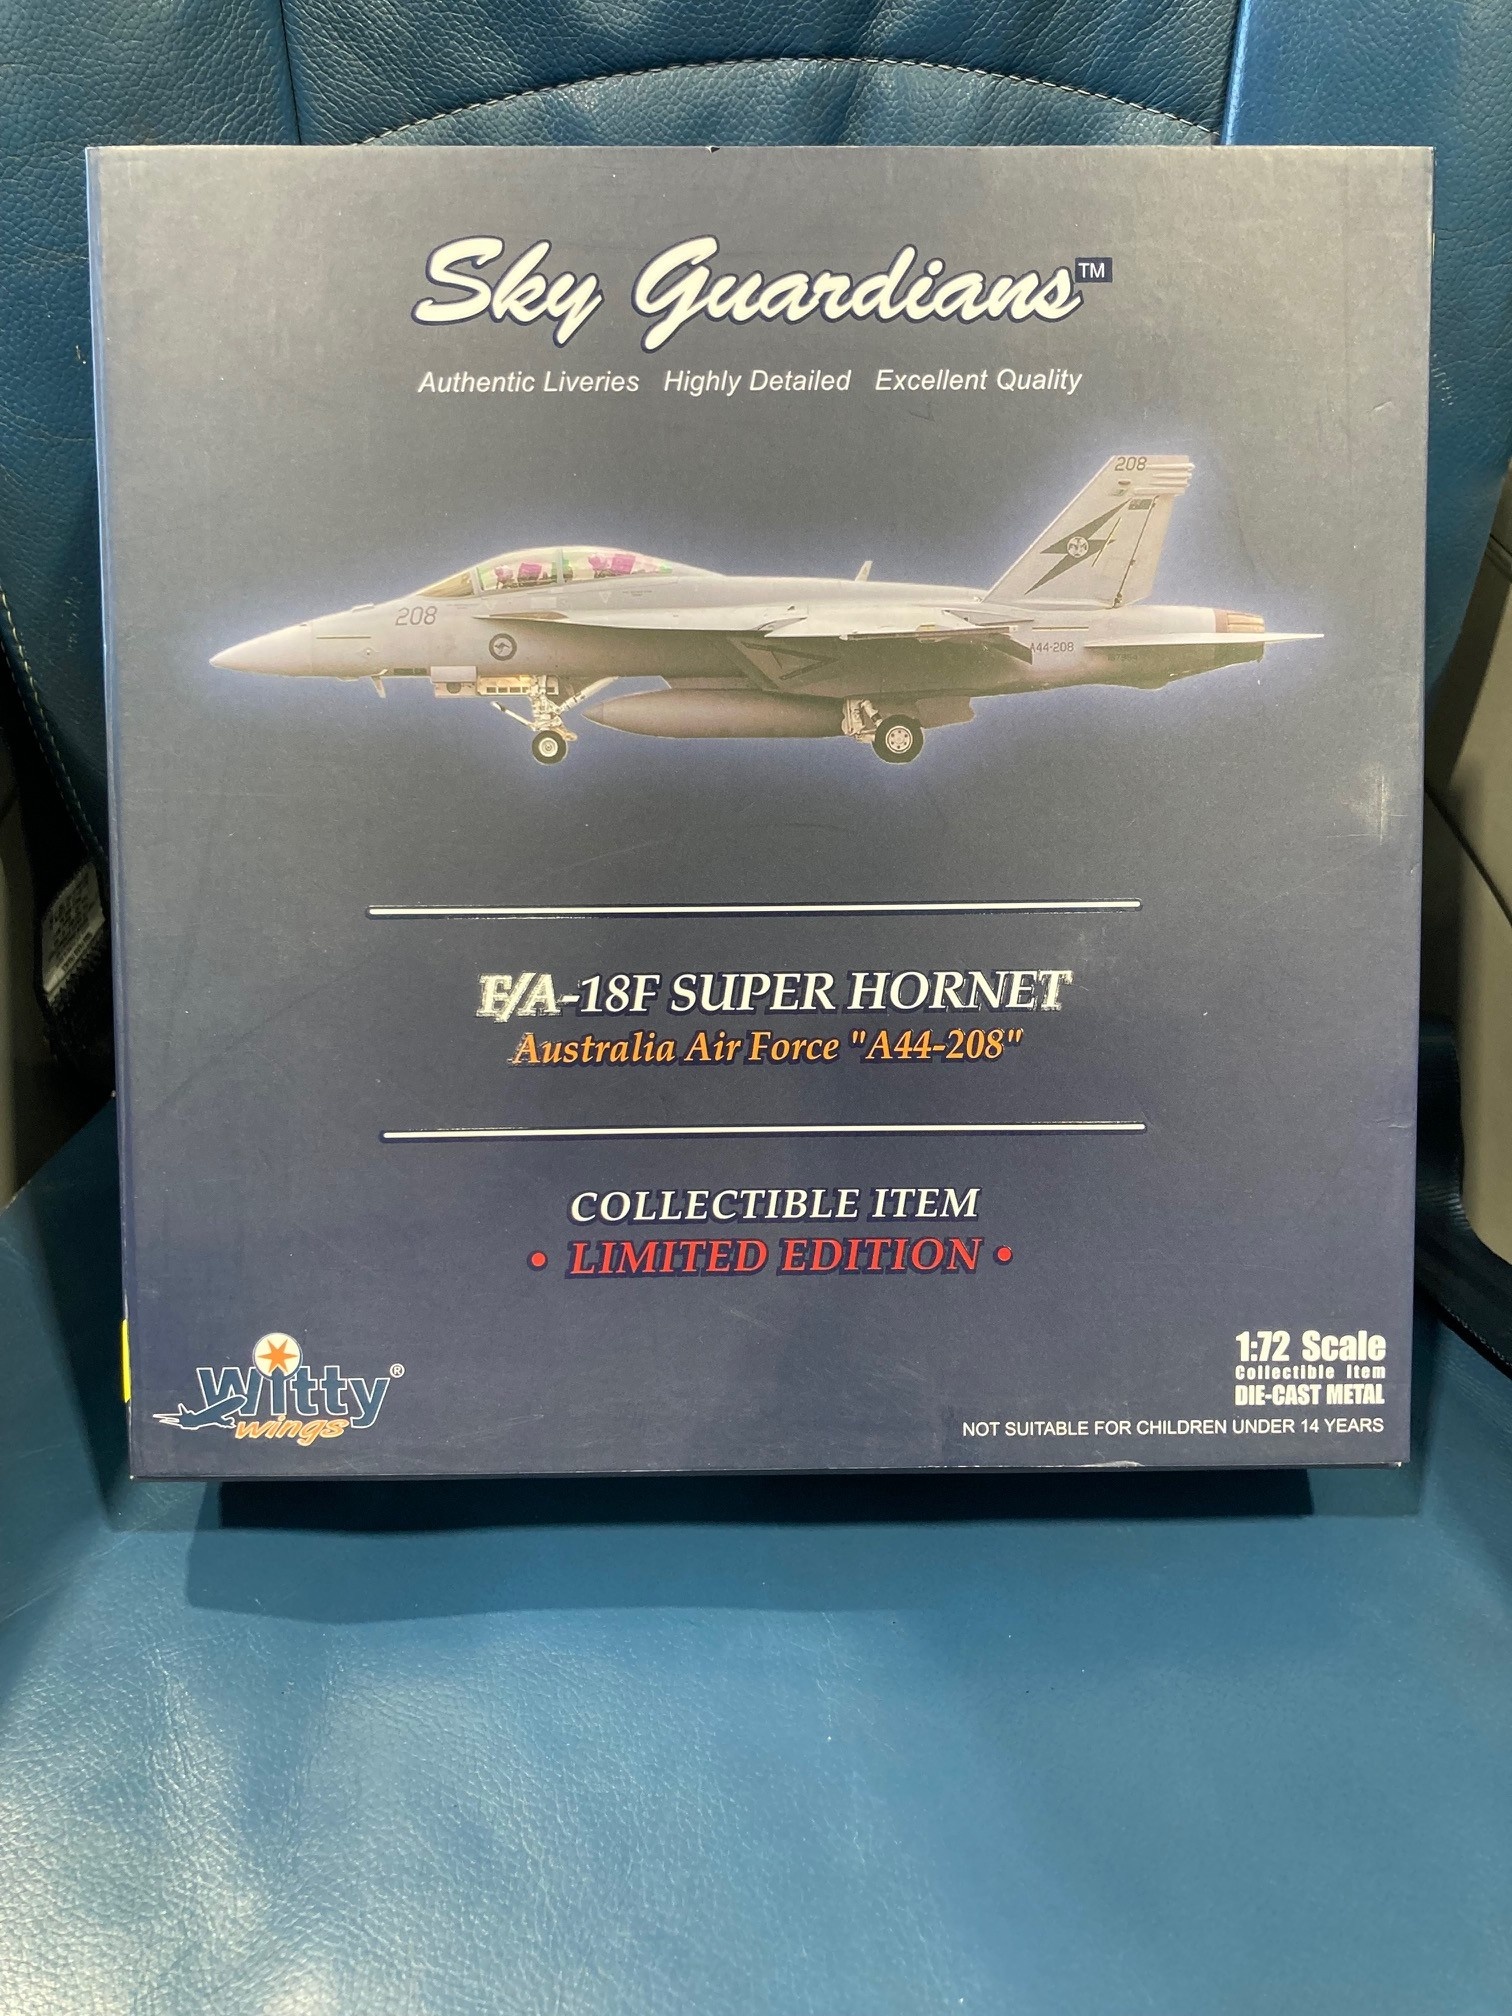 Sky Guardians™
Authentic Liveries Highly Detailed Excellent Quality
208
208
A44-208
F/A-18F SUPER HORNET
Australia Air Force "A44-208"
COLLECTIBLE ITEM
• LIMITED EDITION •
witty®
wings
1:72 Scale
Collectible Item
DIE-CAST METAL
NOT SUITABLE FOR CHILDREN UNDER 14 YEARS